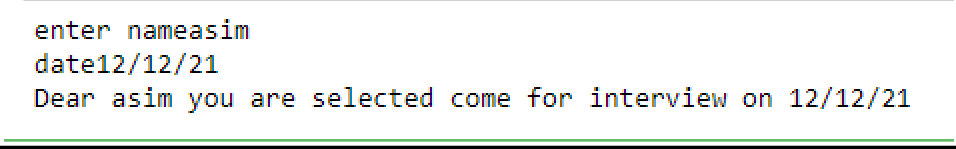 enter nameasim
date12/12/21
Dear asim you are selected come for interview on 12/12/21